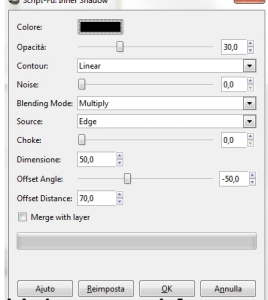 Script-Fu: Inner Shadow
Colore:
Opacità: 30,0
Contour: Linear
Noise: 0,0
Blending Mode: Multiply
Source: Edge
Choke: 0,0
Dimensione: 50,0
Offset Angle: -50,0
Offset Distance: 70,0
Merge with layer
Aiuto Reimposta OK Annulla